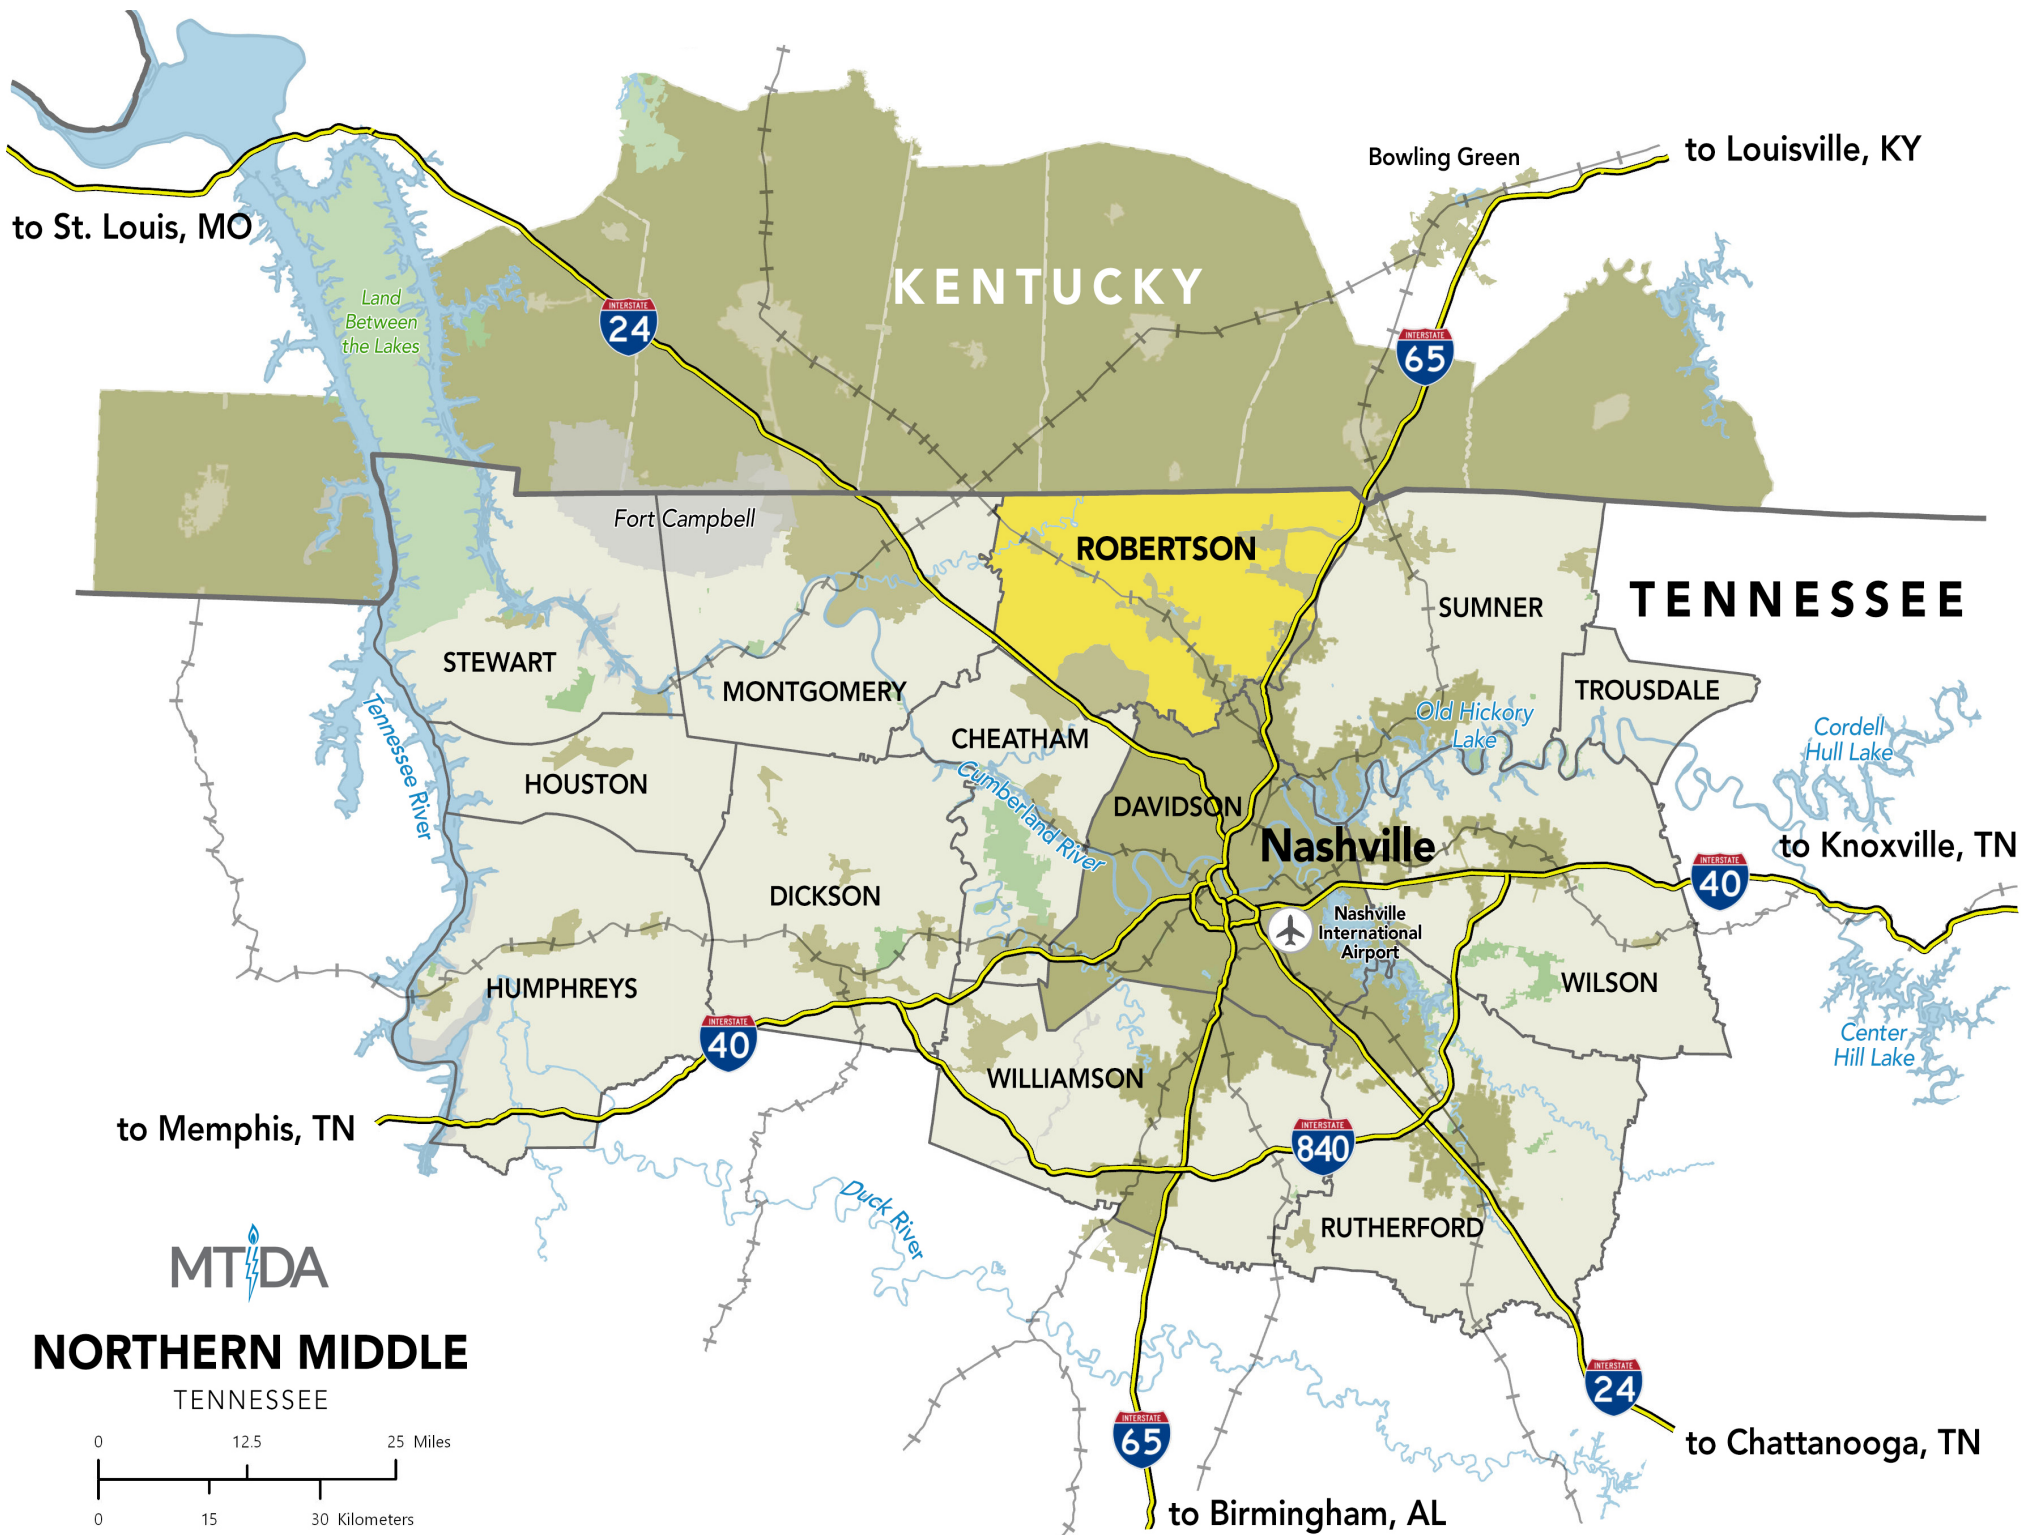 Bowling Green
to Louisville, KY
to St. Louis, MO
KENTUCKY
Land
Between
the Lakes
INTERSTATE
24
INTERSTATE
65
Fort Campbell
ROBERTSON
TENNESSEE
SUMNER
STEWART
MONTGOMERY
TROUSDALE
Old Hickory
Lake
Cordell
Hull Lake
Tennessee River
CHEATHAM
HOUSTON
Cumberland River
DAVIDSON
Nashville
to Knoxville, TN
INTERSTATE
40
DICKSON
Nashville
International
Airport
HUMPHREYS
WILSON
INTERSTATE
40
Center
Hill Lake
WILLIAMSON
to Memphis, TN
INTERSTATE
840
Duck River
RUTHERFORD
MTIDA
NORTHERN MIDDLE
TENNESSEE
INTERSTATE
24
INTERSTATE
65
to Chattanooga, TN
0 12.5 25 Miles
0 15 30 Kilometers
to Birmingham, AL